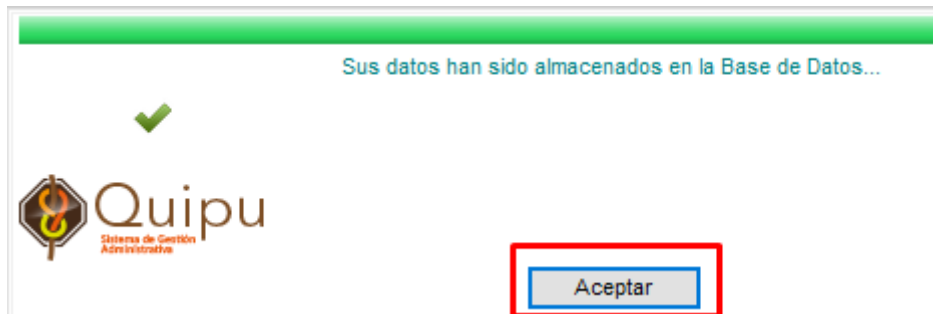 Sus datos han sido almacenados en la Base de Datos...
Quipu
Sistema de Gestión
Administrativa
Aceptar